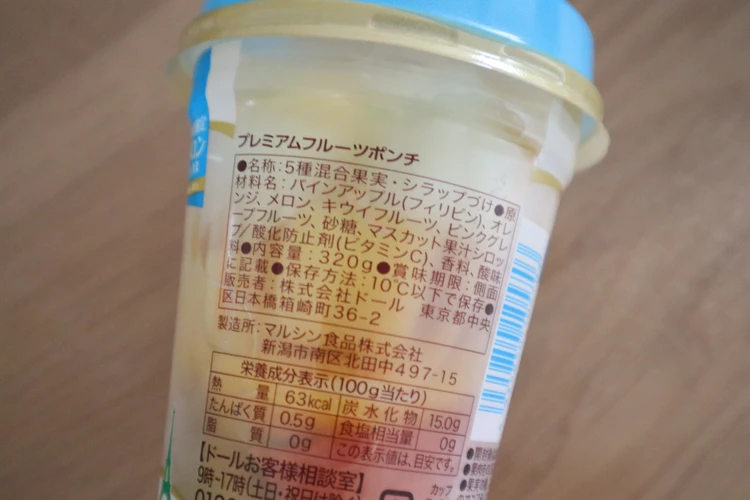 プレミアムフルーツポンチ
●名称:5種混合果実・シラップづけ●原
材料名:パインアップル(フィリピン)、オレ
ンジ、メロン、キウイフルーツ、ピンクグレ
ープフルーツ、砂糖、マスカット果汁シロッ
プ/酸化防止剤(ビタミンC)、香料、酸味
料●内容量:320g●賞味期限:側面
に記載●保存方法:10℃以下で保存●
販売者:株式会社ドール 東京都中央
区日本橋箱崎町36-2
製造所:マルシン食品株式会社
新潟市南区北田中497-15
栄養成分表示(100g当たり)
熱量 63kcal 炭水化物 15.0g
たんぱく質 0.5g 食塩相当量 0g
脂質 0g この表示値は、目安です。
【ドールお客様相談室】
9時~17時(土日・祝日は除く
カップ